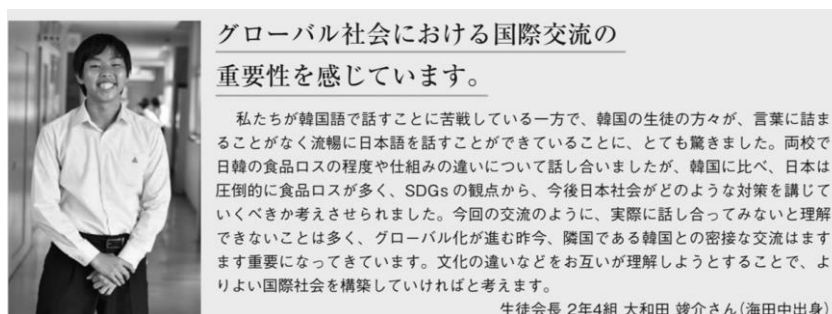 グローバル社会における国際交流の
重要性を感じています。
私たちが韓国語で話すことに苦戦している一方で、韓国の生徒の方々が、言葉に詰ま
ることがなく流暢に日本語を話すことができていることに、とても驚きました。両校で
日韓の食品ロスの程度や仕組みの違いについて話し合いましたが、韓国に比べ、日本は
圧倒的に食品ロスが多く、SDGsの観点から、今後日本社会がどのような対策を講じて
いくべきか考えさせられました。今回の交流のように、実際に話し合ってみないと理解
できないことは多く、グローバル化が進む昨今、隣国である韓国との密接な交流はます
ます重要になってきています。文化の違いなどをお互いが理解しようとすることで、よ
りよい国際社会を構築していければと考えます。
生徒会長 2年4組 大和田 竣介さん(海田中出身)